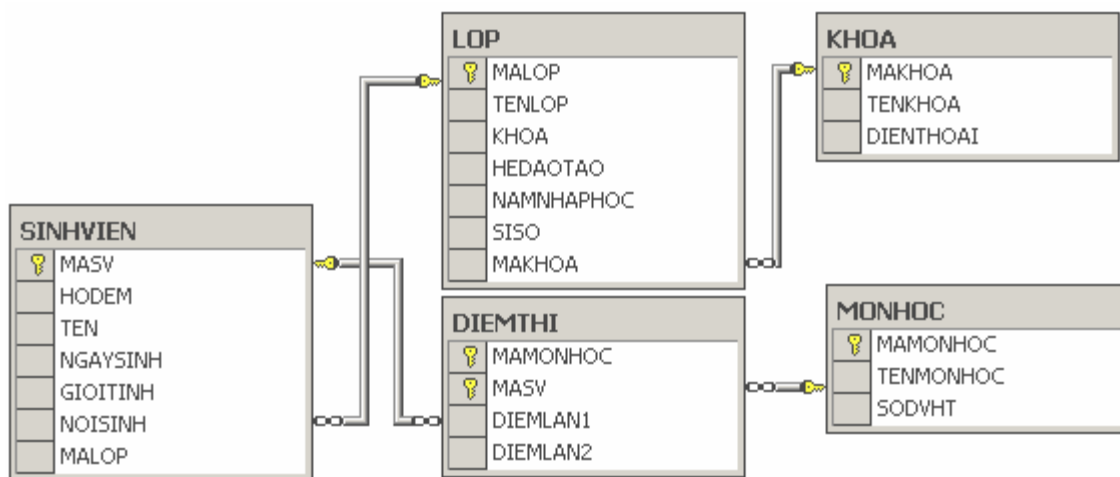 LOP
MALOP
TENLOP
KHOA
HEDAOTAO
NAMNHAPHOC
SISO
MAKHOA
KHOA
MAKHOA
TENKHOA
DIENTHOAI
SINHVIEN
MASV
HODEM
TEN
NGAYSINH
GIOITINH
NOISINH
MALOP
DIEMTHI
MAMONHOC
MASV
DIEMLAN1
DIEMLAN2
MONHOC
MAMONHOC
TENMONHOC
SODVHT